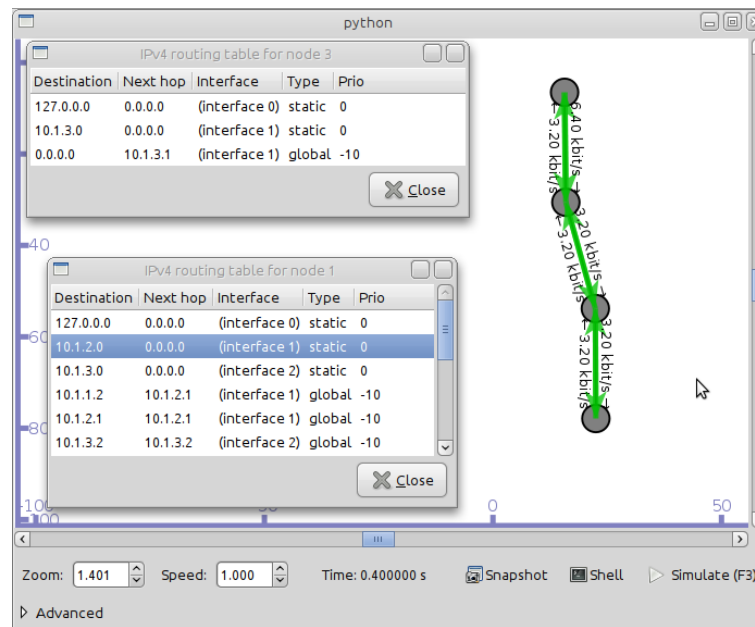 python
IPv4 routing table for node 3
Destination Next hop Interface Type Prio
127.0.0.0 0.0.0.0 (interface 0) static 0
10.1.3.0 0.0.0.0 (interface 1) static 0
0.0.0.0 10.1.3.1 (interface 1) global -10
Close
IPv4 routing table for node 1
Destination Next hop Interface Type Prio
127.0.0.0 0.0.0.0 (interface 0) static 0
10.1.2.0 0.0.0.0 (interface 1) static 0
10.1.3.0 0.0.0.0 (interface 2) static 0
10.1.1.2 10.1.2.1 (interface 1) global -10
10.1.2.1 10.1.2.1 (interface 1) global -10
10.1.3.2 10.1.3.2 (interface 2) global -10
Close
6.40 kbit/s →
← 3.20 kbit/s
3.20 kbit/s →
← 3.20 kbit/s
3.20 kbit/s →
← 3.20 kbit/s
-40
-60
-80
-100
0
50
Zoom: 1.401 Speed: 1.000 Time: 0.400000 s Snapshot Shell Simulate (F3)
Advanced